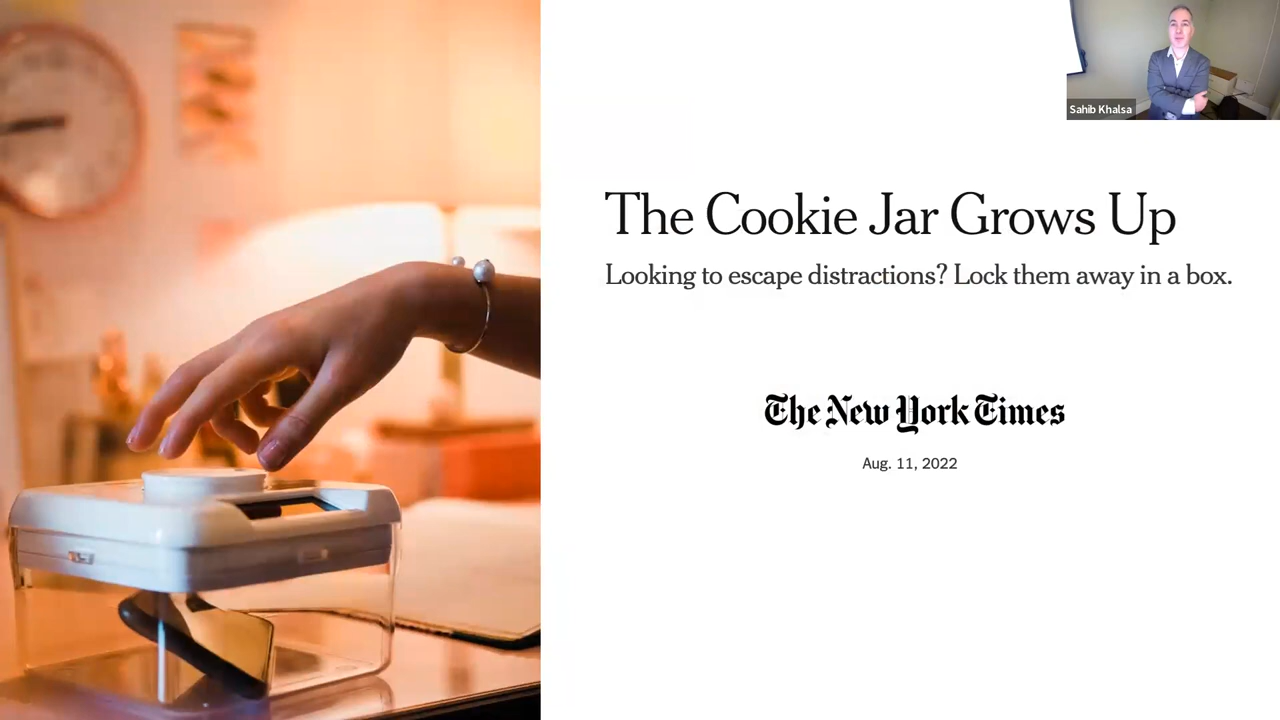 Sahib Khalsa
The Cookie Jar Grows Up
Looking to escape distractions? Lock them away in a box.
The New York Times
Aug. 11, 2022